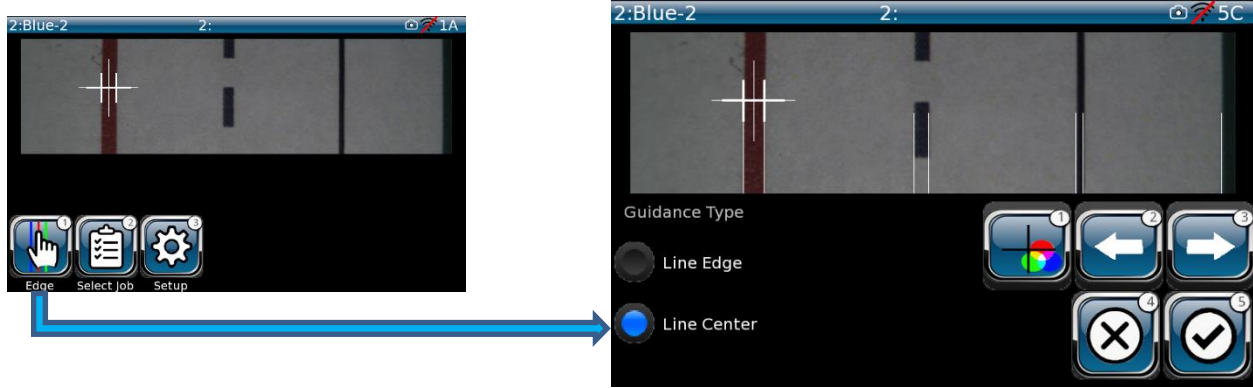 2:Blue-2 2: 1A
1 2 3
Edge Select Job Setup
2:Blue-2 2: 5C
Guidance Type
1 2 3
Line Edge
4 5
Line Center